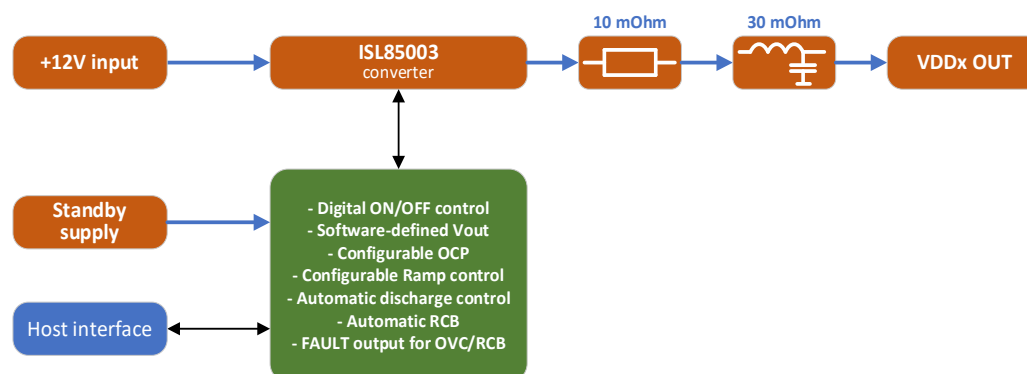 10 mOhm
30 mOhm
+12V input
ISL85003
converter
VDDx OUT
Standby
supply
Host interface
- Digital ON/OFF control
- Software-defined Vout
- Configurable OCP
- Configurable Ramp control
- Automatic discharge control
- Automatic RCB
- FAULT output for OVC/RCB